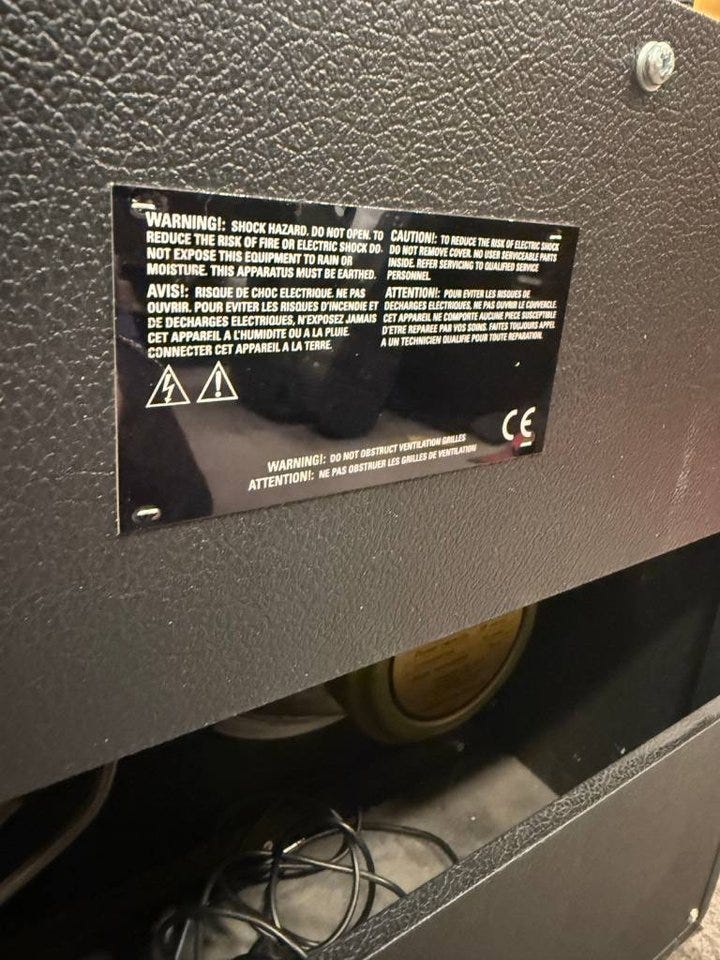 WARNING!: SHOCK HAZARD. DO NOT OPEN. TO
REDUCE THE RISK OF FIRE OR ELECTRIC SHOCK DO
NOT EXPOSE THIS EQUIPMENT TO RAIN OR
MOISTURE. THIS APPARATUS MUST BE EARTHED.
AVIS!: RISQUE DE CHOC ELECTRIQUE. NE PAS
OUVRIR. POUR EVITER LES RISQUES D'INCENDIE ET
DE DECHARGES ELECTRIQUES, N'EXPOSEZ JAMAIS
CET APPAREIL A L'HUMIDITE OU A LA PLUIE.
CONNECTER CET APPAREIL A LA TERRE.
CAUTION!: TO REDUCE THE RISK OF ELECTRIC SHOCK
DO NOT REMOVE COVER. NO USER SERVICEABLE PARTS
INSIDE. REFER SERVICING TO QUALIFIED SERVICE
PERSONNEL.
ATTENTION!: POUR EVITER LES RISQUES DE
DECHARGES ELECTRIQUES, NE PAS OUVRIR LE COUVERCLE.
CET APPAREIL NE COMPORTE AUCUNE PIECE SUSCEPTIBLE
D'ETRE REPAREE PAR VOS SOINS. FAITES TOUJOURS APPEL
A UN TECHNICIEN QUALIFIE POUR TOUTE REPARATION.
CE
WARNING!: DO NOT OBSTRUCT VENTILATION GRILLES
ATTENTION!: NE PAS OBSTRUER LES GRILLES DE VENTILATION